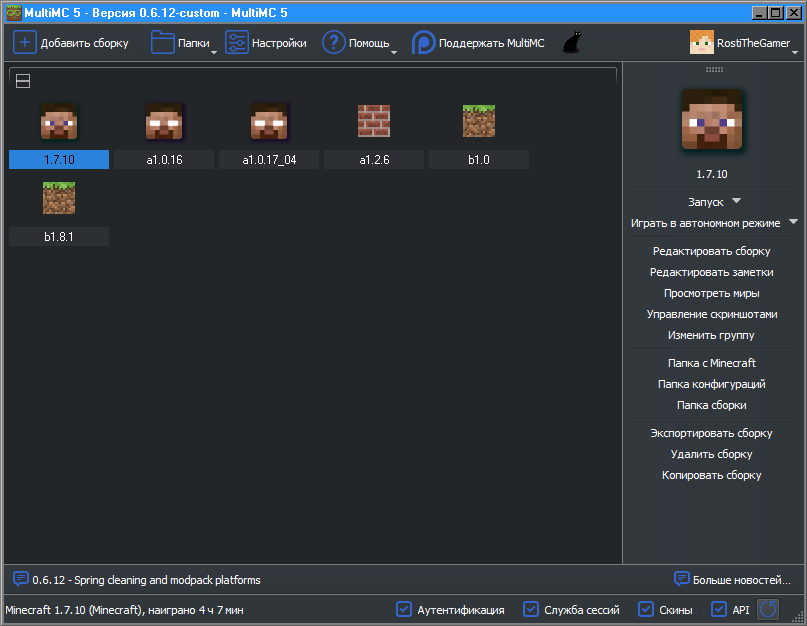 MultiMC 5 - Версия 0.6.12-custom - MultiMC 5
Добавить сборку Папки Настройки Помощь Поддержать MultiMC RostiTheGamer
1.7.10 a1.0.16 a1.0.17_04 a1.2.6 b1.0
b1.8.1
1.7.10
Запуск
Играть в автономном режиме
Редактировать сборку
Редактировать заметки
Просмотреть миры
Управление скриншотами
Изменить группу
Папка с Minecraft
Папка конфигураций
Папка сборки
Экспортировать сборку
Удалить сборку
Копировать сборку
0.6.12 - Spring cleaning and modpack platforms Больше новостей...
Minecraft 1.7.10 (Minecraft), наиграно 4 ч 7 мин Аутентификация Служба сессий Скины API